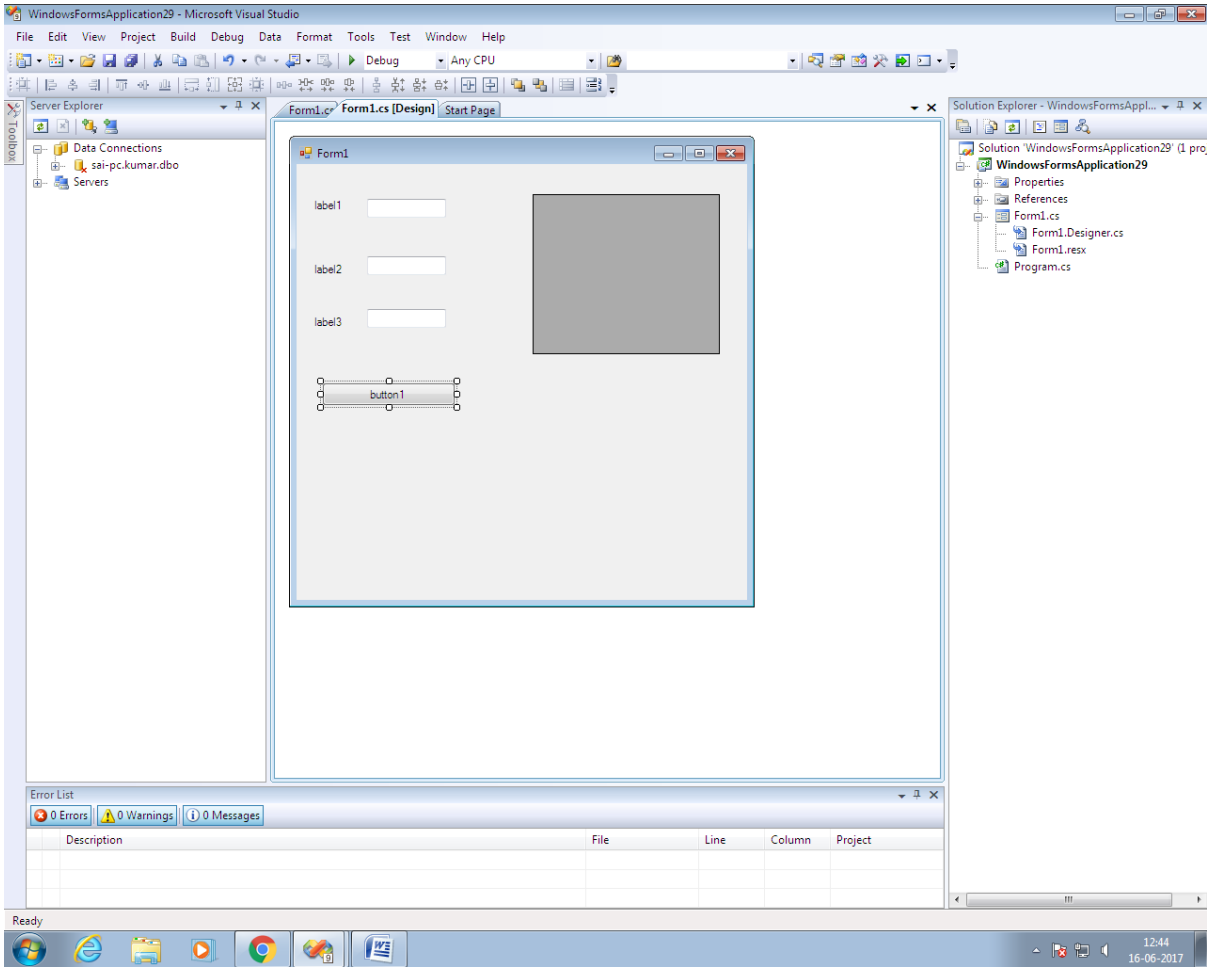 WindowsFormsApplication29 - Microsoft Visual Studio
File Edit View Project Build Debug Data Format Tools Test Window Help
Debug Any CPU
Toolbox
Server Explorer
Data Connections
sai-pc.kumar.dbo
Servers
Form1.cs Form1.cs [Design] Start Page
Form1
label1
label2
label3
button1
Solution Explorer - WindowsFormsAppl...
Solution 'WindowsFormsApplication29' (1 pro
WindowsFormsApplication29
Properties
References
Form1.cs
Form1.Designer.cs
Form1.resx
Program.cs
Error List
0 Errors 0 Warnings 0 Messages
Description File Line Column Project
Ready
12:44
16-06-2017